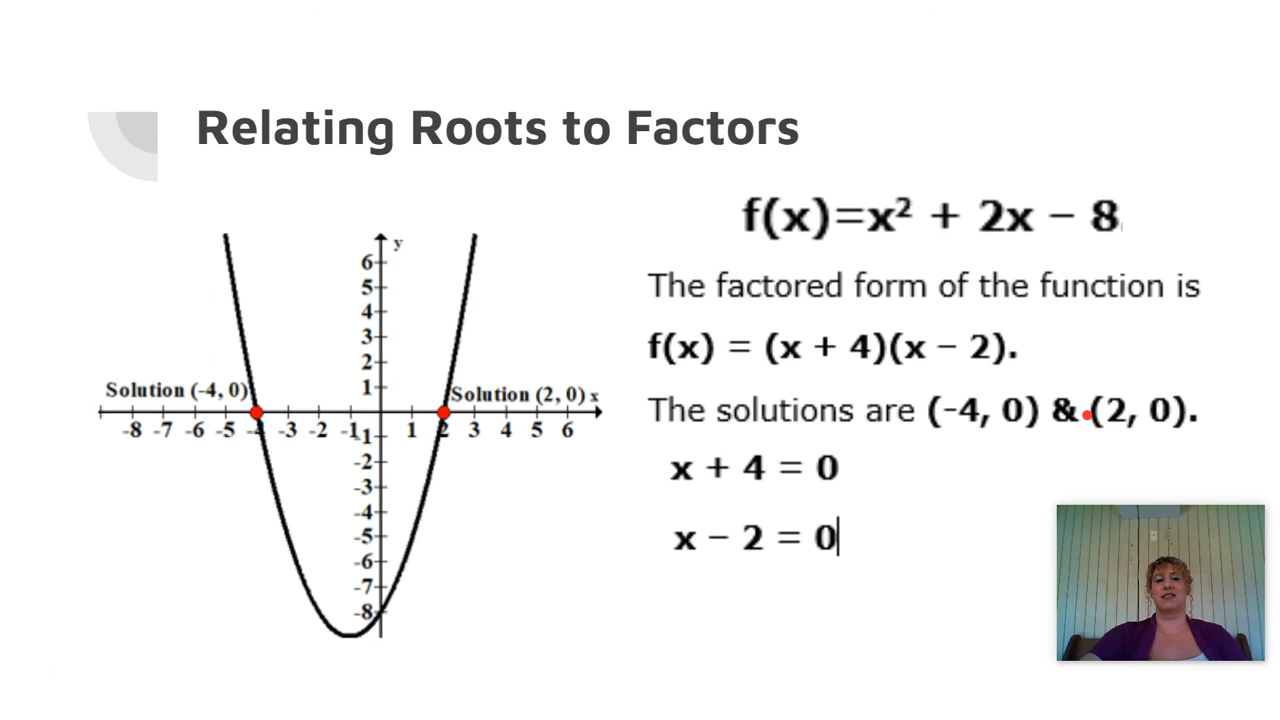 Relating Roots to Factors
f(x)=x² + 2x − 8
The factored form of the function is
f(x) = (x + 4)(x − 2).
The solutions are (-4, 0) & (2, 0).
x + 4 = 0
x − 2 = 0
y
6
5
4
3
2
1
Solution (-4, 0)
Solution (2, 0) x
-8 -7 -6 -5 -4 -3 -2 -1 1 2 3 4 5 6
-1
-2
-3
-4
-5
-6
-7
-8